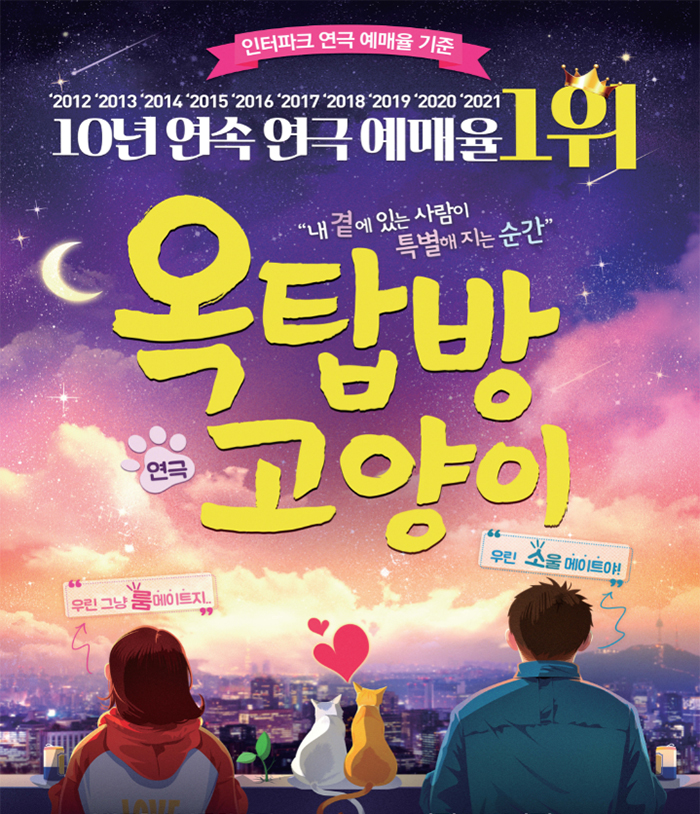 인터파크 연극 예매율 기준
‘2012 ‘2013 ‘2014 ‘2015 ‘2016 ‘2017 ‘2018 ‘2019 ‘2020 ‘2021
10년 연속 연극 예매율 1위
“내 곁에 있는 사람이
특별해 지는 순간”
옥탑방
연극
고양이
“우린 소울 메이트야!”
“우린 그냥 룸메이트지..”
LOVE